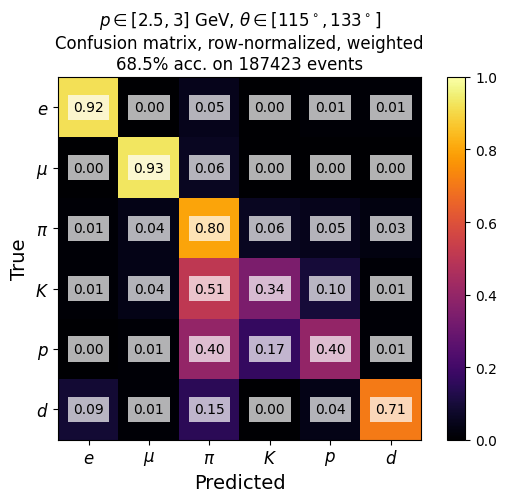 p ∈ [2.5, 3] GeV, θ ∈ [115°, 133°]
Confusion matrix, row-normalized, weighted
68.5% acc. on 187423 events
True
e 0.92 0.00 0.05 0.00 0.01 0.01
μ 0.00 0.93 0.06 0.00 0.00 0.00
π 0.01 0.04 0.80 0.06 0.05 0.03
K 0.01 0.04 0.51 0.34 0.10 0.01
p 0.00 0.01 0.40 0.17 0.40 0.01
d 0.09 0.01 0.15 0.00 0.04 0.71
e μ π K p d
Predicted
1.0
0.8
0.6
0.4
0.2
0.0